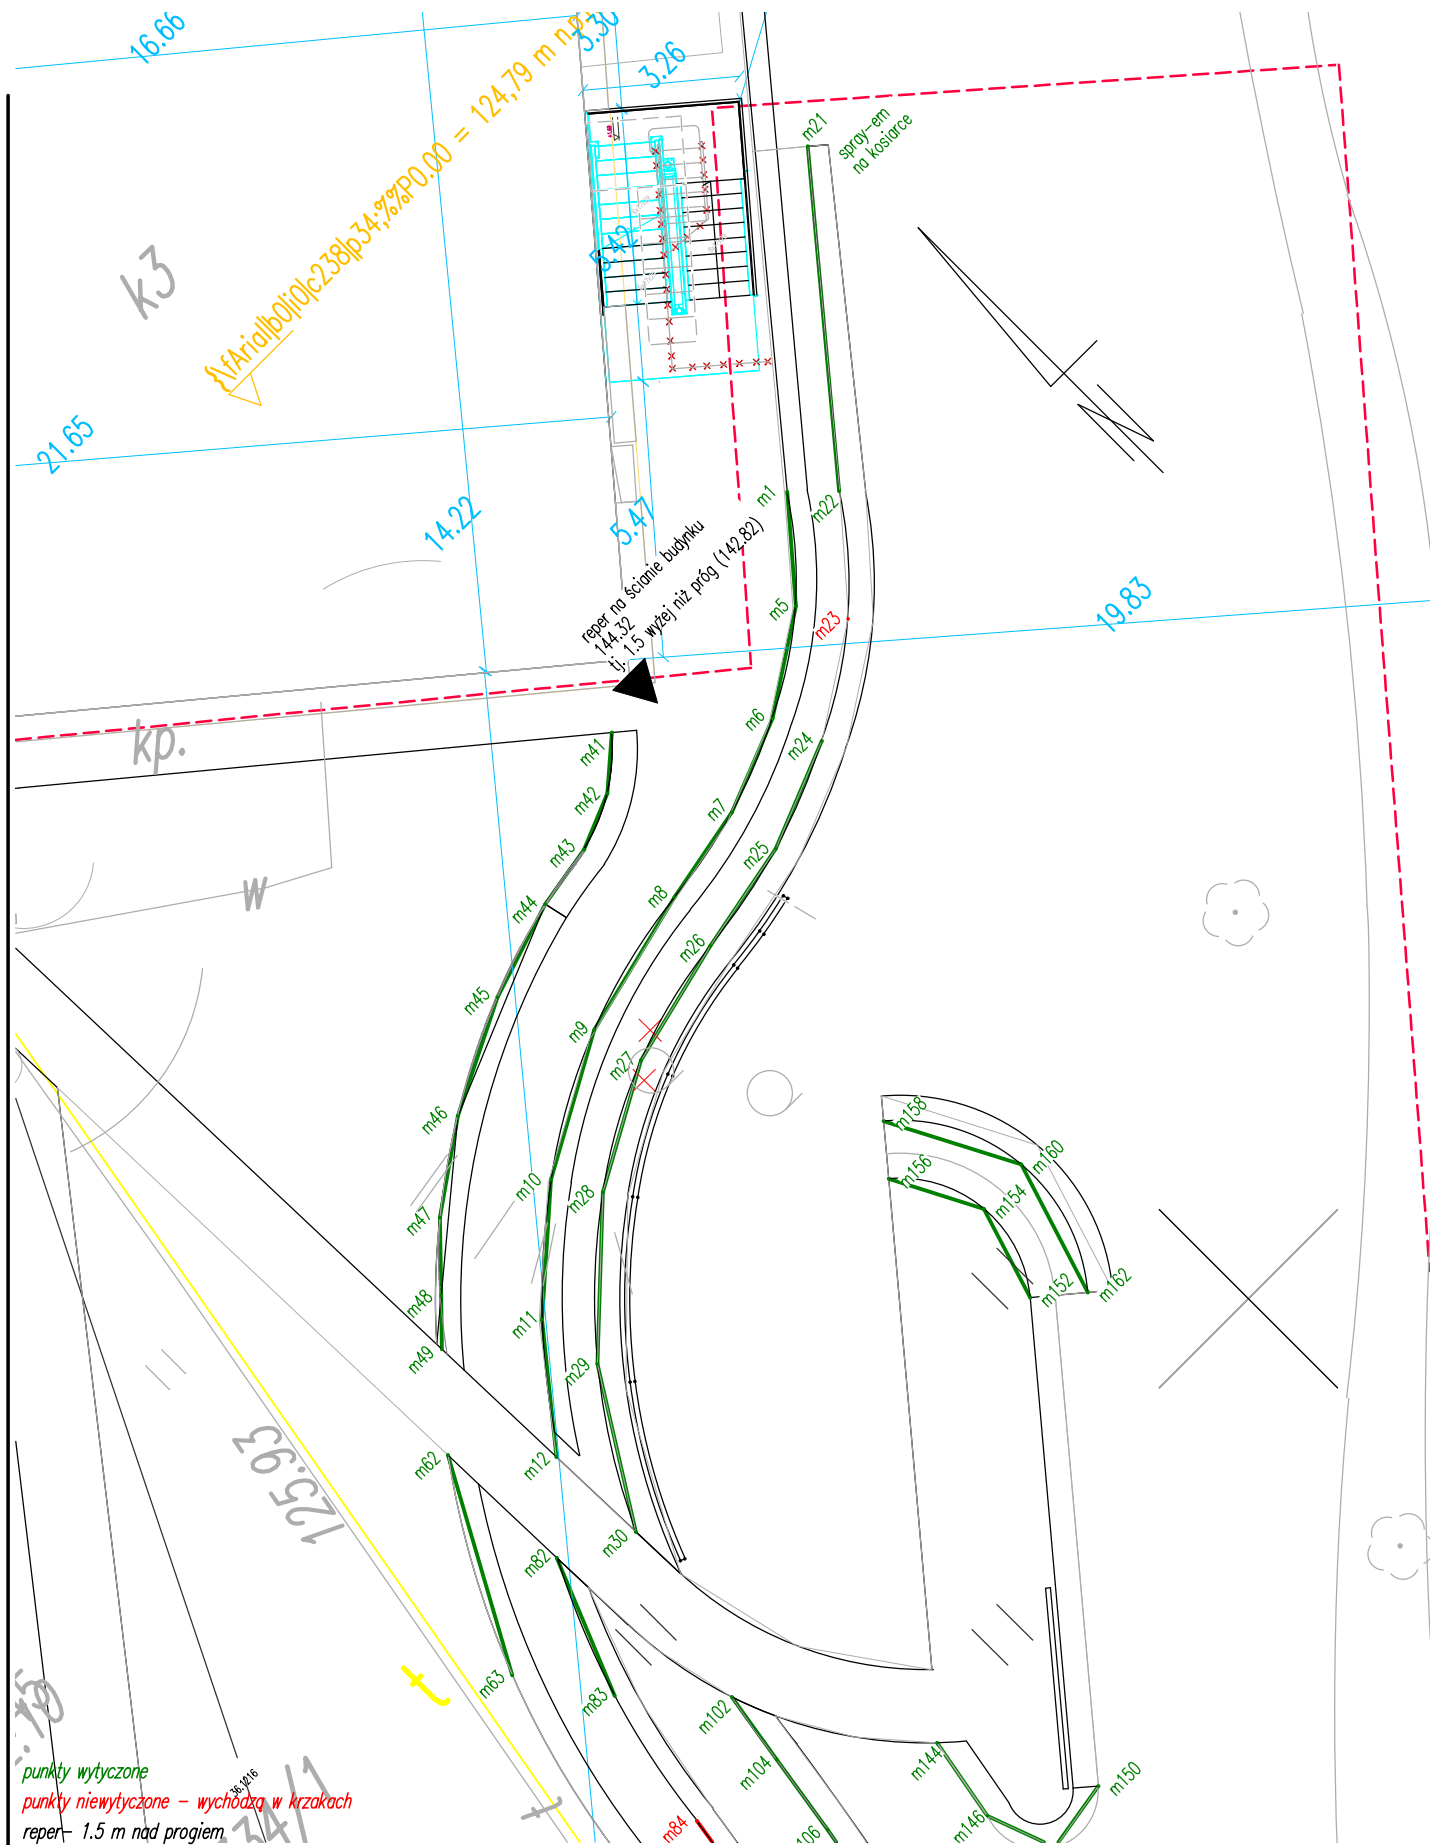 16.66
3.30
3.26
{\fArial|b0|i0|c238|p34;%%P0.00 = 124,79 m n.p.
m21
spray-em
na kosiarce
k3
5.42
21.65
14.22
5.47
m1
m22
reper na ścianie budynku
144.32
tj. 1.5 wyżej niż próg (142.82)
m5
m23
19.83
kp.
m6
m41
m24
m42
m7
m43
m25
w
m44
m8
m26
m45
m9
m27
m46
m158
m160
m10
m28
m156
m154
m47
m48
m152
m162
m11
m49
m29
125.93
m62
m12
m30
m82
m63
m83
t
m102
m144
m104
m150
punkty wytyczone
36.1216
punkty niewytyczone - wychodzą w krzakach
34/1
t
m84
m146
reper- 1.5 m nad progiem